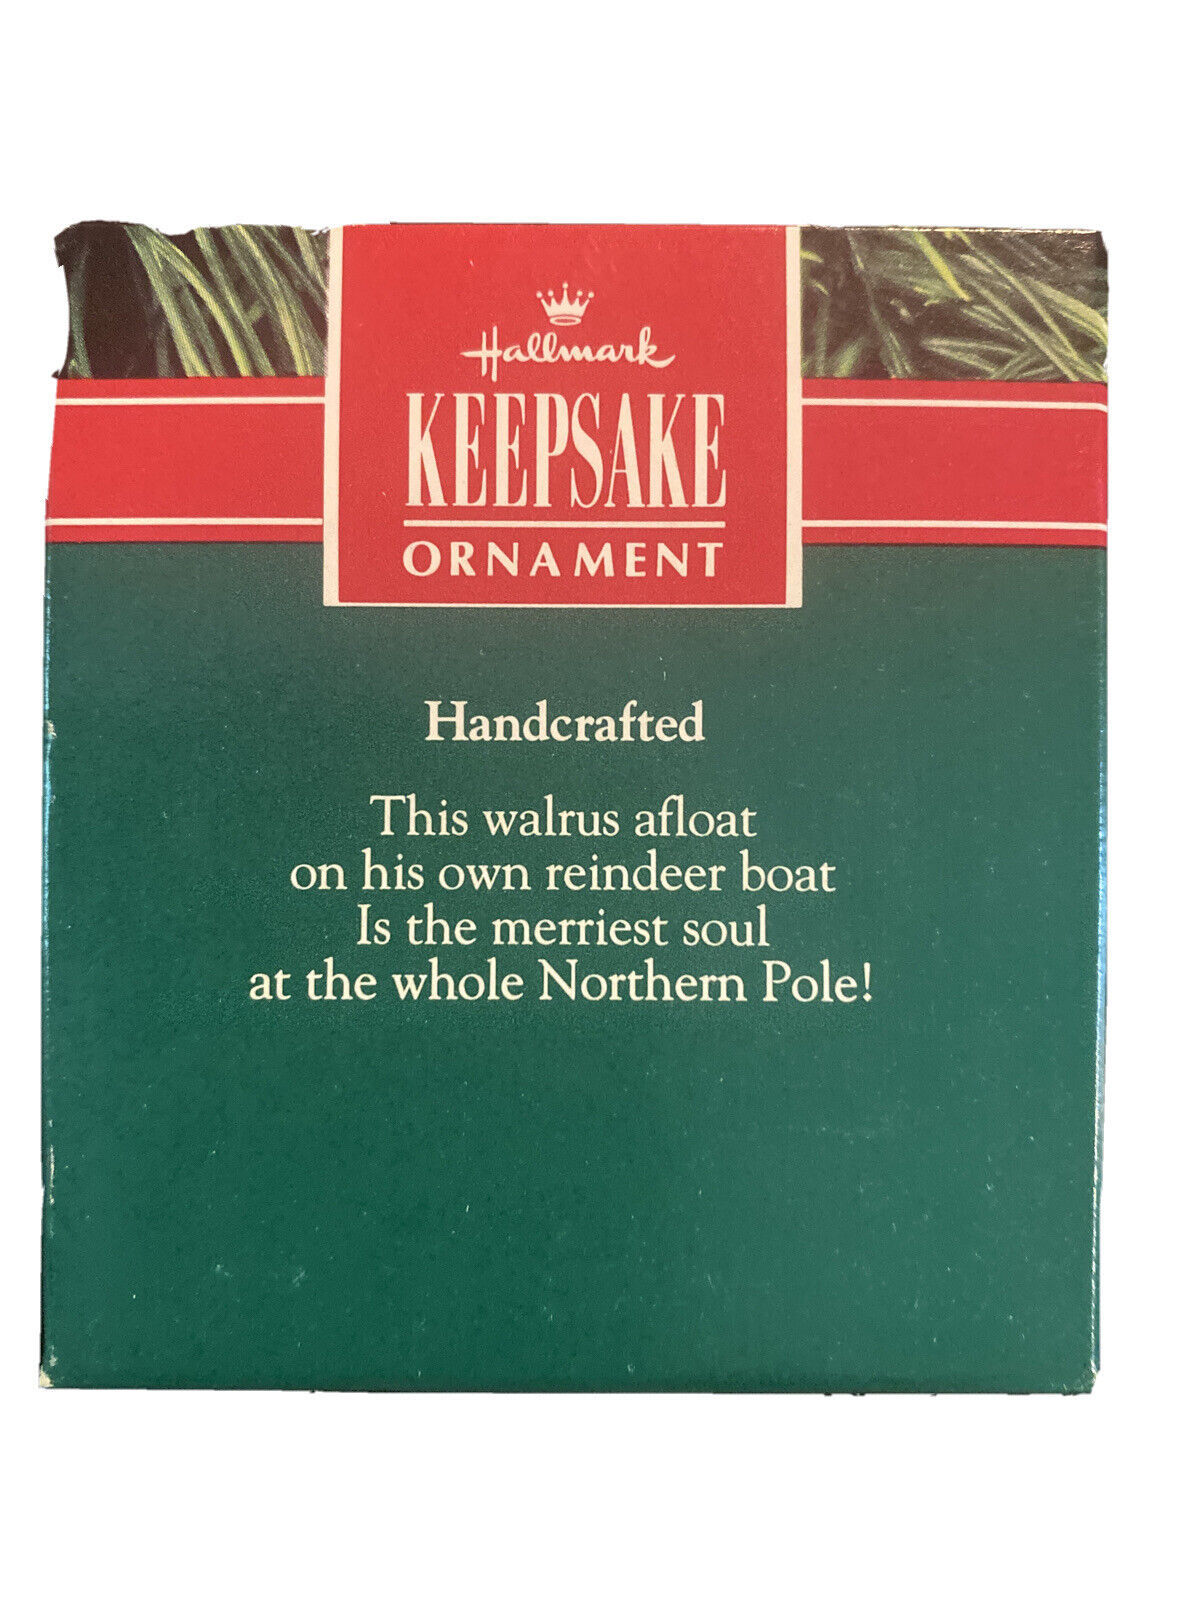 Hallmark
KEEPSAKE
ORNAMENT
Handcrafted
This walrus afloat
on his own reindeer boat
Is the merriest soul
at the whole Northern Pole!